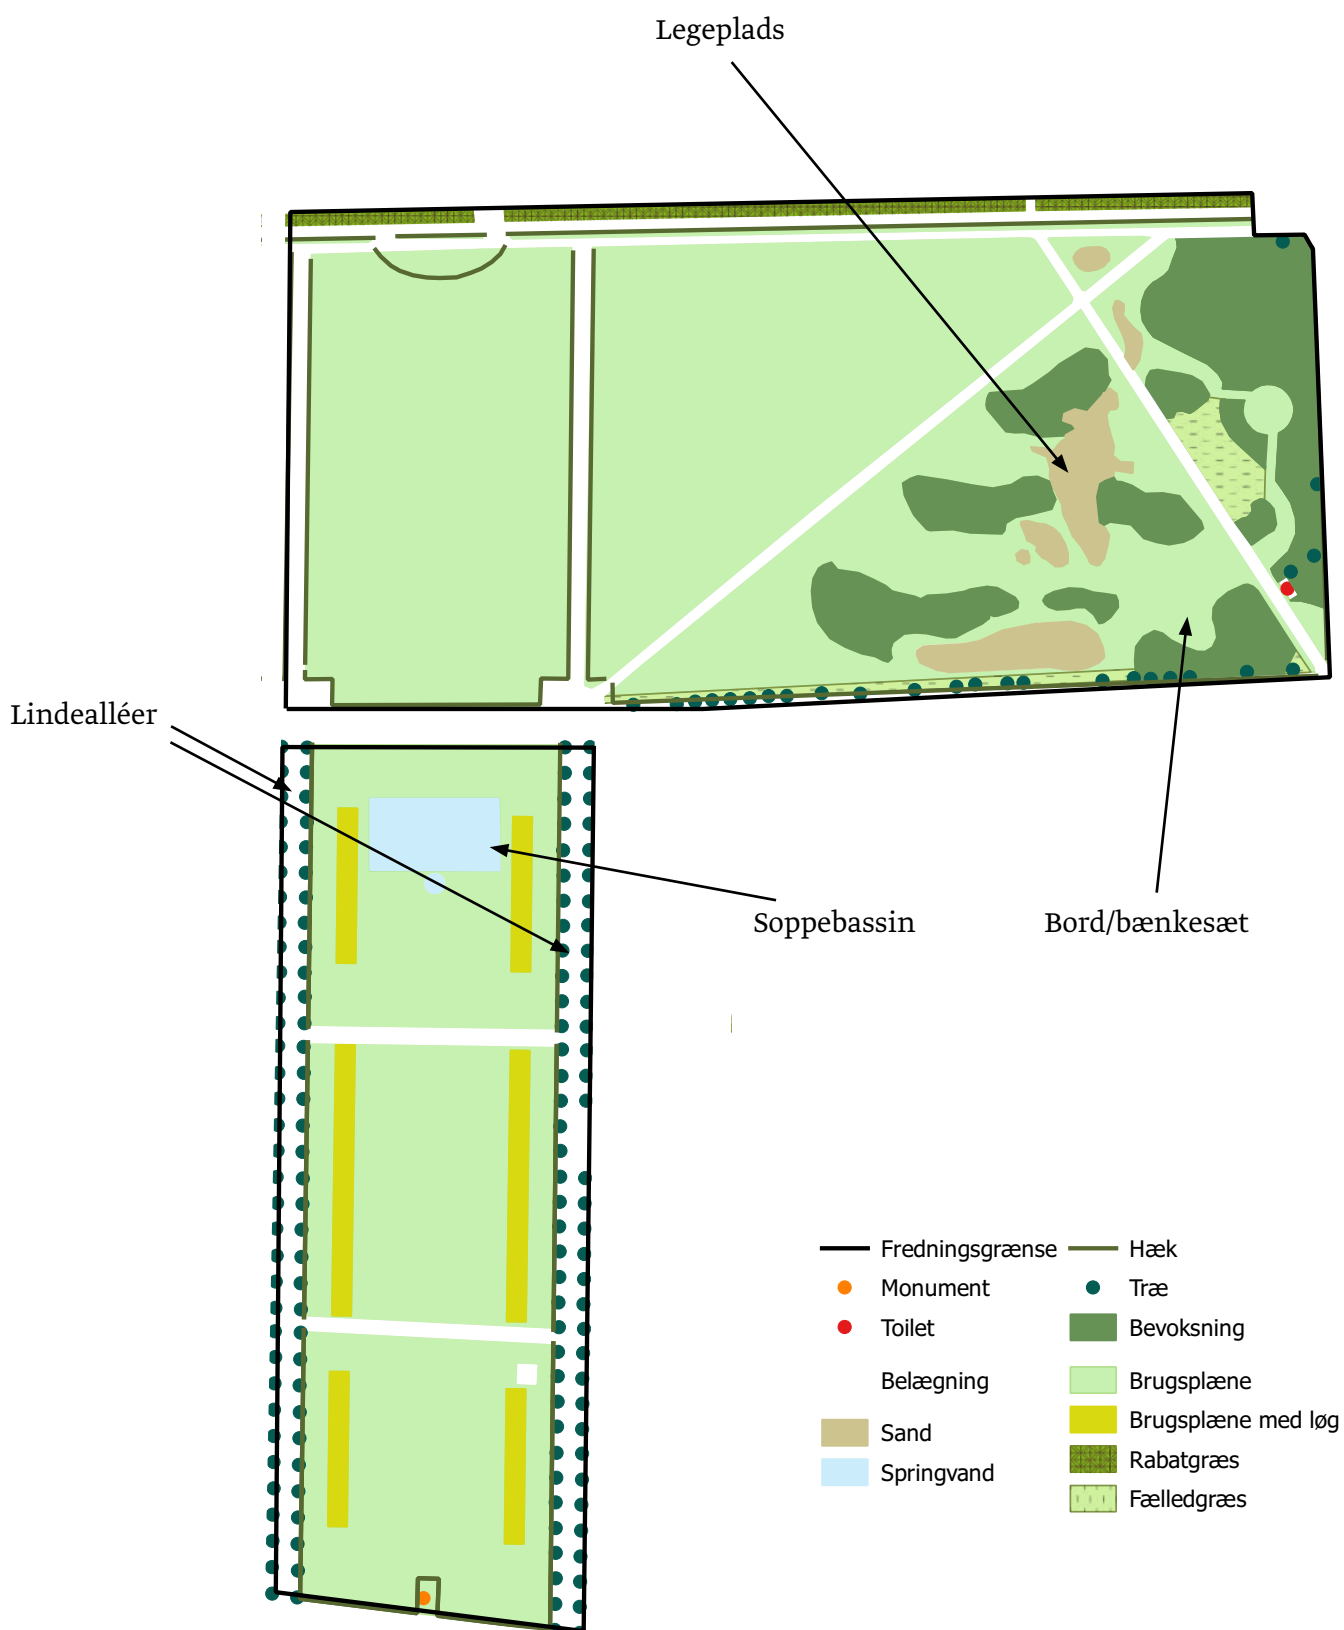 Legeplads
Lindealléer
Soppebassin
Bord/bænkesæt
Fredningsgrænse
Monument
Toilet
Belægning
Sand
Springvand
Hæk
Træ
Bevoksning
Brugsplæne
Brugsplæne med løg
Rabatgræs
Fælledgræs